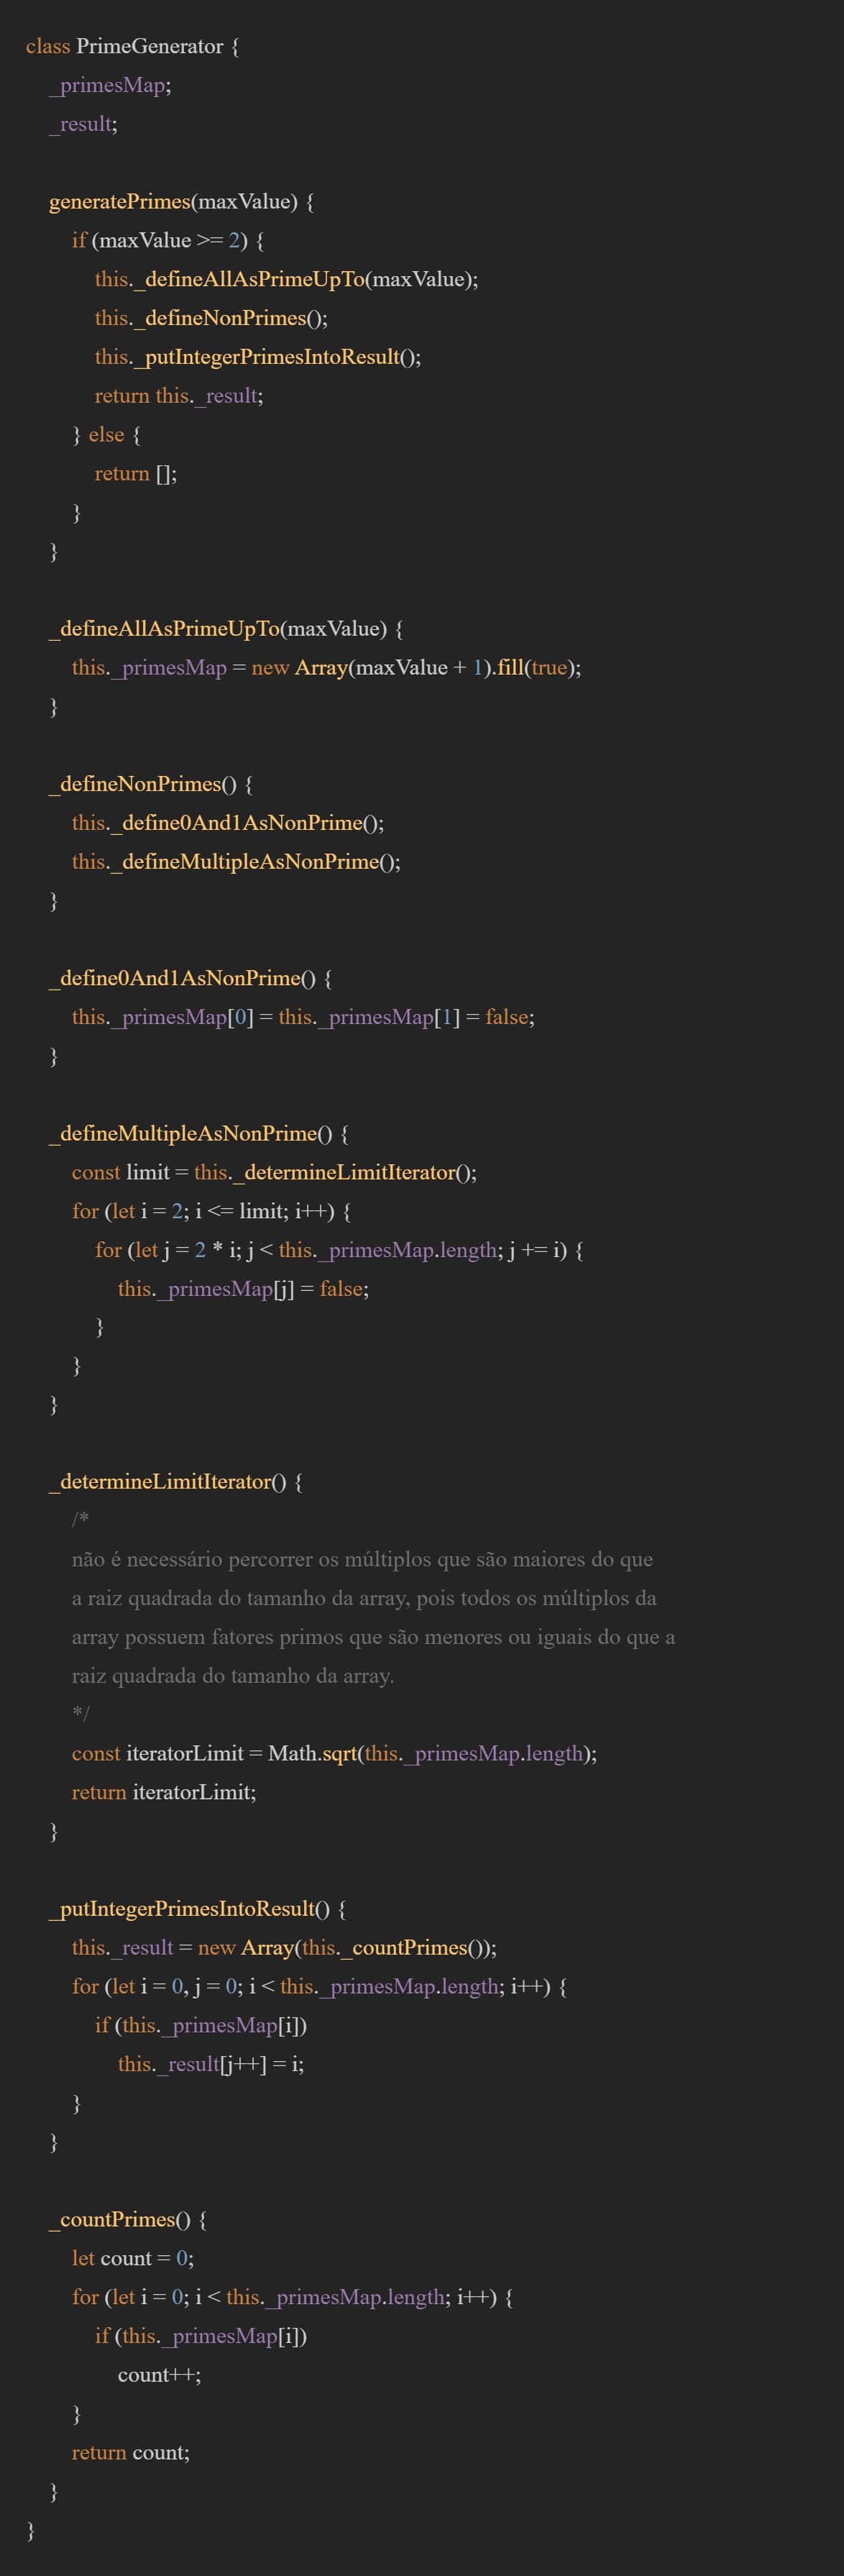 class PrimeGenerator {
    _primesMap;
    _result;

    generatePrimes(maxValue) {
        if (maxValue >= 2) {
            this._defineAllAsPrimeUpTo(maxValue);
            this._defineNonPrimes();
            this._putIntegerPrimesIntoResult();
            return this._result;
        } else {
            return [];
        }
    }

    _defineAllAsPrimeUpTo(maxValue) {
        this._primesMap = new Array(maxValue + 1).fill(true);
    }

    _defineNonPrimes() {
        this._define0And1AsNonPrime();
        this._defineMultipleAsNonPrime();
    }

    _define0And1AsNonPrime() {
        this._primesMap[0] = this._primesMap[1] = false;
    }

    _defineMultipleAsNonPrime() {
        const limit = this._determineLimitIterator();
        for (let i = 2; i <= limit; i++) {
            for (let j = 2 * i; j < this._primesMap.length; j += i) {
                this._primesMap[j] = false;
            }
        }
    }

    _determineLimitIterator() {
        /*
        não é necessário percorrer os múltiplos que são maiores do que
        a raiz quadrada do tamanho da array, pois todos os múltiplos da
        array possuem fatores primos que são menores ou iguais do que a
        raiz quadrada do tamanho da array.
        */
        const iteratorLimit = Math.sqrt(this._primesMap.length);
        return iteratorLimit;
    }

    _putIntegerPrimesIntoResult() {
        this._result = new Array(this._countPrimes());
        for (let i = 0, j = 0; i < this._primesMap.length; i++) {
            if (this._primesMap[i])
                this._result[j++] = i;
        }
    }

    _countPrimes() {
        let count = 0;
        for (let i = 0; i < this._primesMap.length; i++) {
            if (this._primesMap[i])
                count++;
        }
        return count;
    }
}